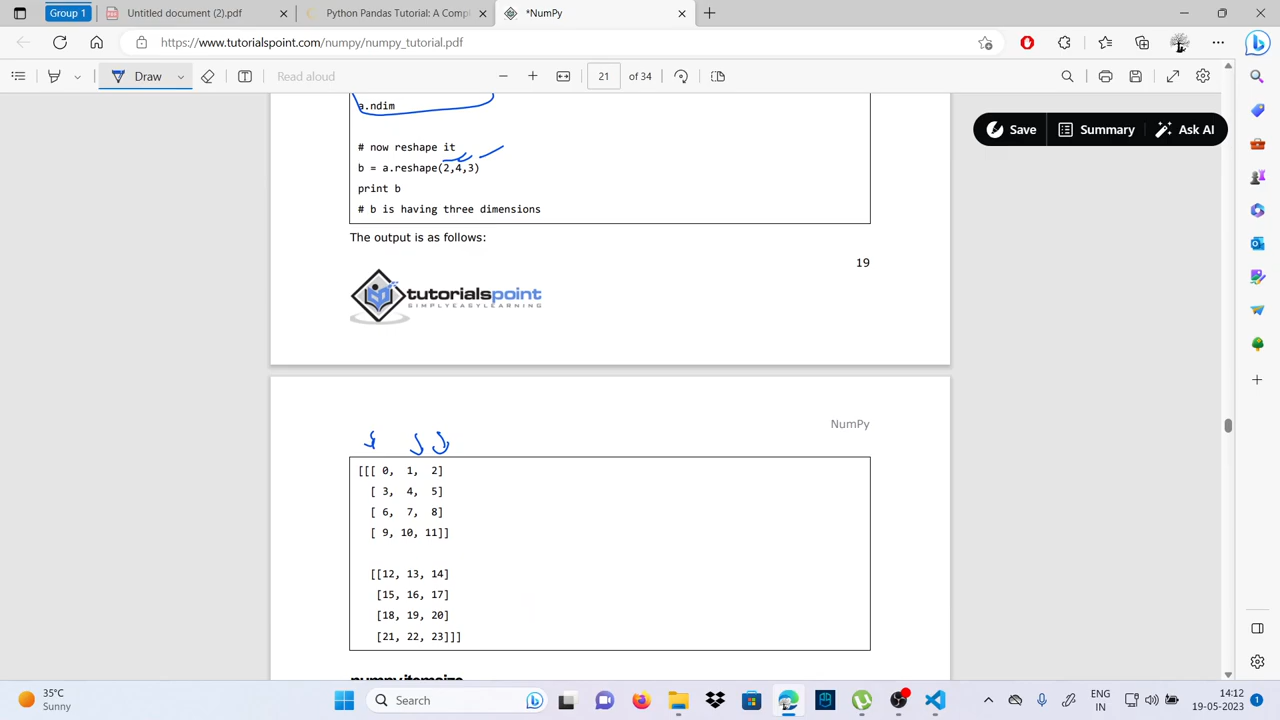 Group 1
Untitled document (2).pdf
Python Pandas Tutorial: A Compl
*NumPy
https://www.tutorialspoint.com/numpy/numpy_tutorial.pdf
Draw
Read aloud
21 of 34
Save
Summary
Ask AI
a.ndim
# now reshape it
b = a.reshape(2,4,3)
print b
# b is having three dimensions
The output is as follows:
19
tutorialspoint
SIMPLYEASYLEARNING
NumPy
[[[ 0, 1, 2]
[ 3, 4, 5]
[ 6, 7, 8]
[ 9, 10, 11]]
[[12, 13, 14]
[15, 16, 17]
[18, 19, 20]
[21, 22, 23]]]
numpy.itemsize
35°C
Sunny
Search
ENG
IN
14:12
19-05-2023
1